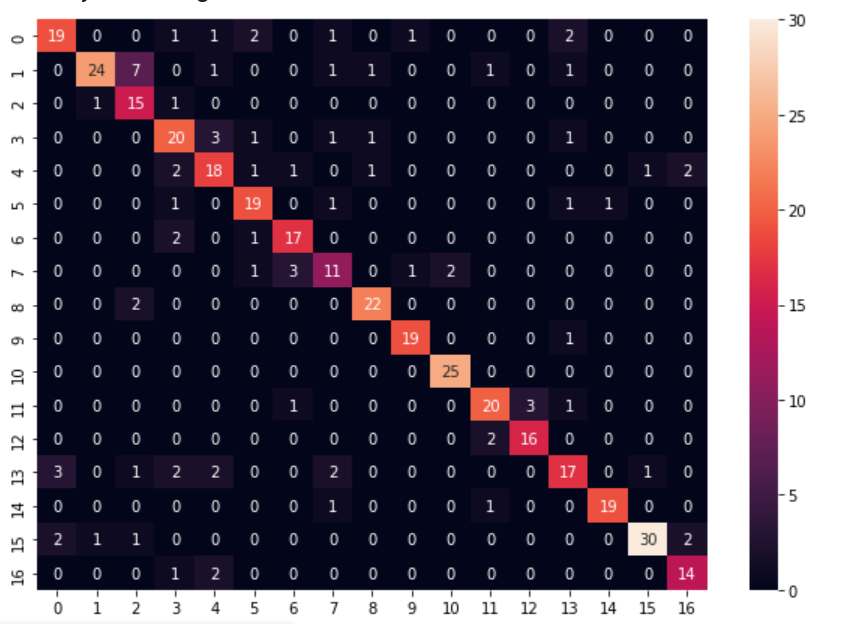 0 19 0 0 1 1 2 0 1 0 1 0 0 0 2 0 0 0
1 0 24 7 0 1 0 0 1 1 0 0 1 0 1 0 0 0
2 0 1 15 1 0 0 0 0 0 0 0 0 0 0 0 0 0
3 0 0 0 20 3 1 0 1 1 0 0 0 0 1 0 0 0
4 0 0 0 2 18 1 1 0 1 0 0 0 0 0 0 1 2
5 0 0 0 1 0 19 0 1 0 0 0 0 0 1 1 0 0
6 0 0 0 2 0 1 17 0 0 0 0 0 0 0 0 0 0
7 0 0 0 0 0 1 3 11 0 1 2 0 0 0 0 0 0
8 0 0 2 0 0 0 0 0 22 0 0 0 0 0 0 0 0
9 0 0 0 0 0 0 0 0 0 19 0 0 0 1 0 0 0
10 0 0 0 0 0 0 0 0 0 0 25 0 0 0 0 0 0
11 0 0 0 0 0 0 1 0 0 0 0 20 3 1 0 0 0
12 0 0 0 0 0 0 0 0 0 0 0 2 16 0 0 0 0
13 3 0 1 2 2 0 0 2 0 0 0 0 0 17 0 1 0
14 0 0 0 0 0 0 0 1 0 0 0 1 0 0 19 0 0
15 2 1 1 0 0 0 0 0 0 0 0 0 0 0 0 30 2
16 0 0 0 1 2 0 0 0 0 0 0 0 0 0 0 0 14
0 1 2 3 4 5 6 7 8 9 10 11 12 13 14 15 16
30
25
20
15
10
5
0